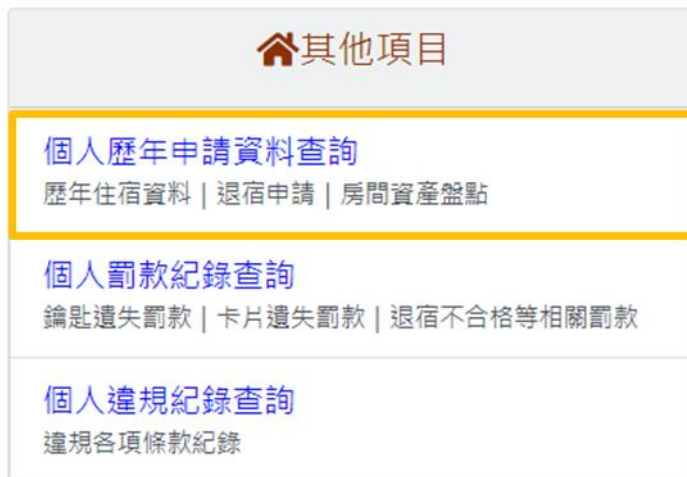 其他項目
個人歷年申請資料查詢
歷年住宿資料 | 退宿申請 | 房間資產盤點
個人罰款紀錄查詢
鑰匙遺失罰款 | 卡片遺失罰款 | 退宿不合格等相關罰款
個人違規紀錄查詢
違規各項條款紀錄